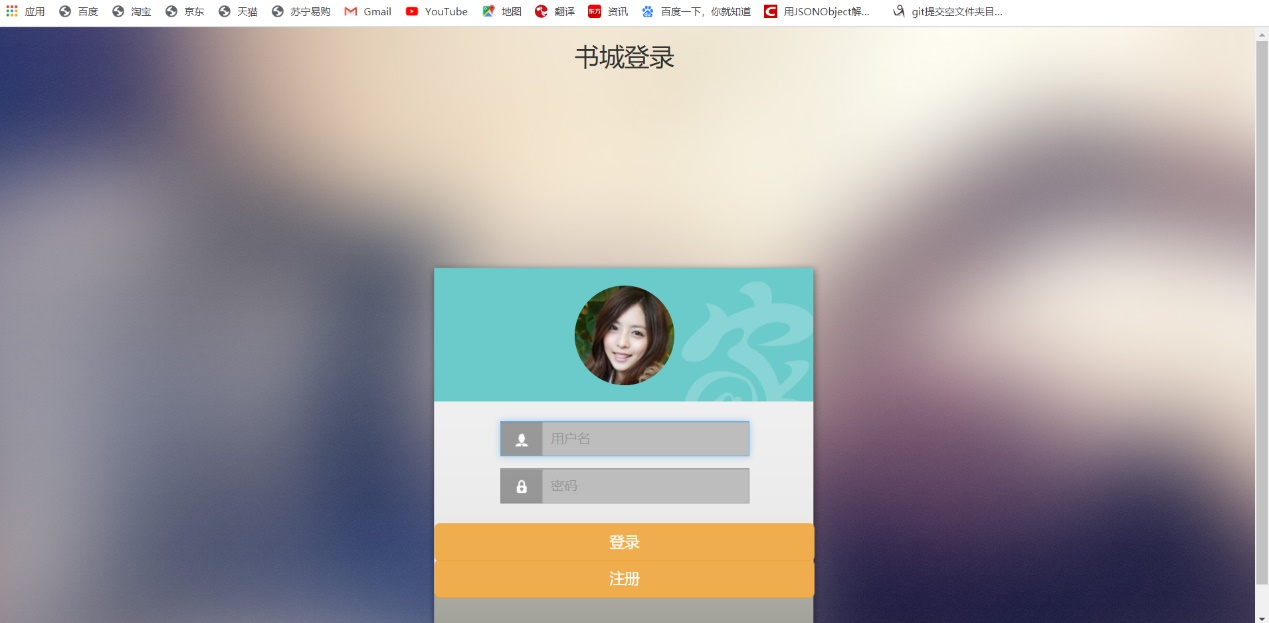 应用 百度 淘宝 京东 天猫 苏宁易购 Gmail YouTube 地图 翻译 东方 资讯 百度一下，你就知道 用JSONObject解... git提交空文件夹目...
书城登录
家
用户名
密码
登录
注册